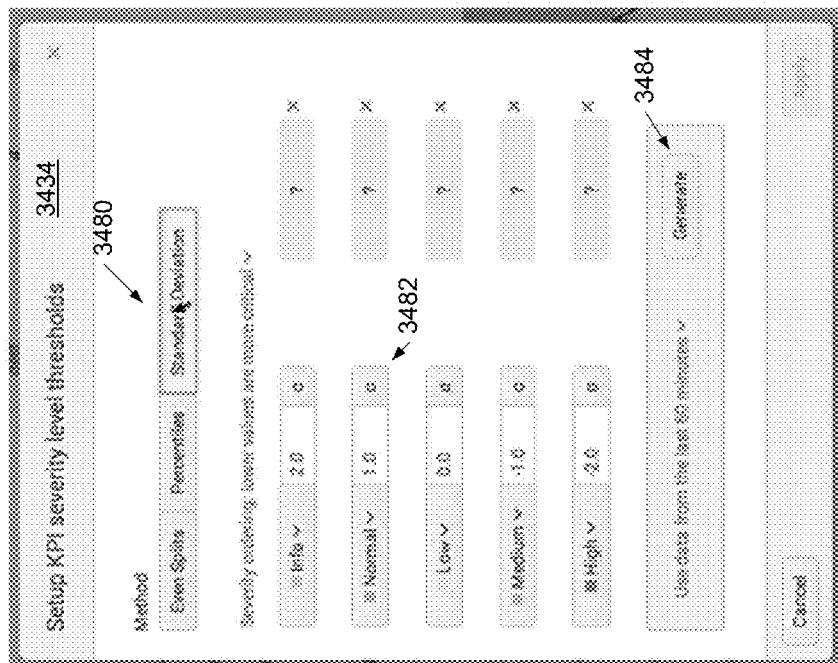 Setup KPI severity level thresholds
3434
x
3480
Method
Even Splits Percentiles Standard Deviation
Severity ordering: lower values are more critical
Info 2.0 σ ? x
Normal 1.0 σ ? x
3482
Low 0.0 σ ? x
Medium -1.0 σ ? x
High -2.0 σ ? x
3484
Use data from the last 60 minutes Generate
Cancel